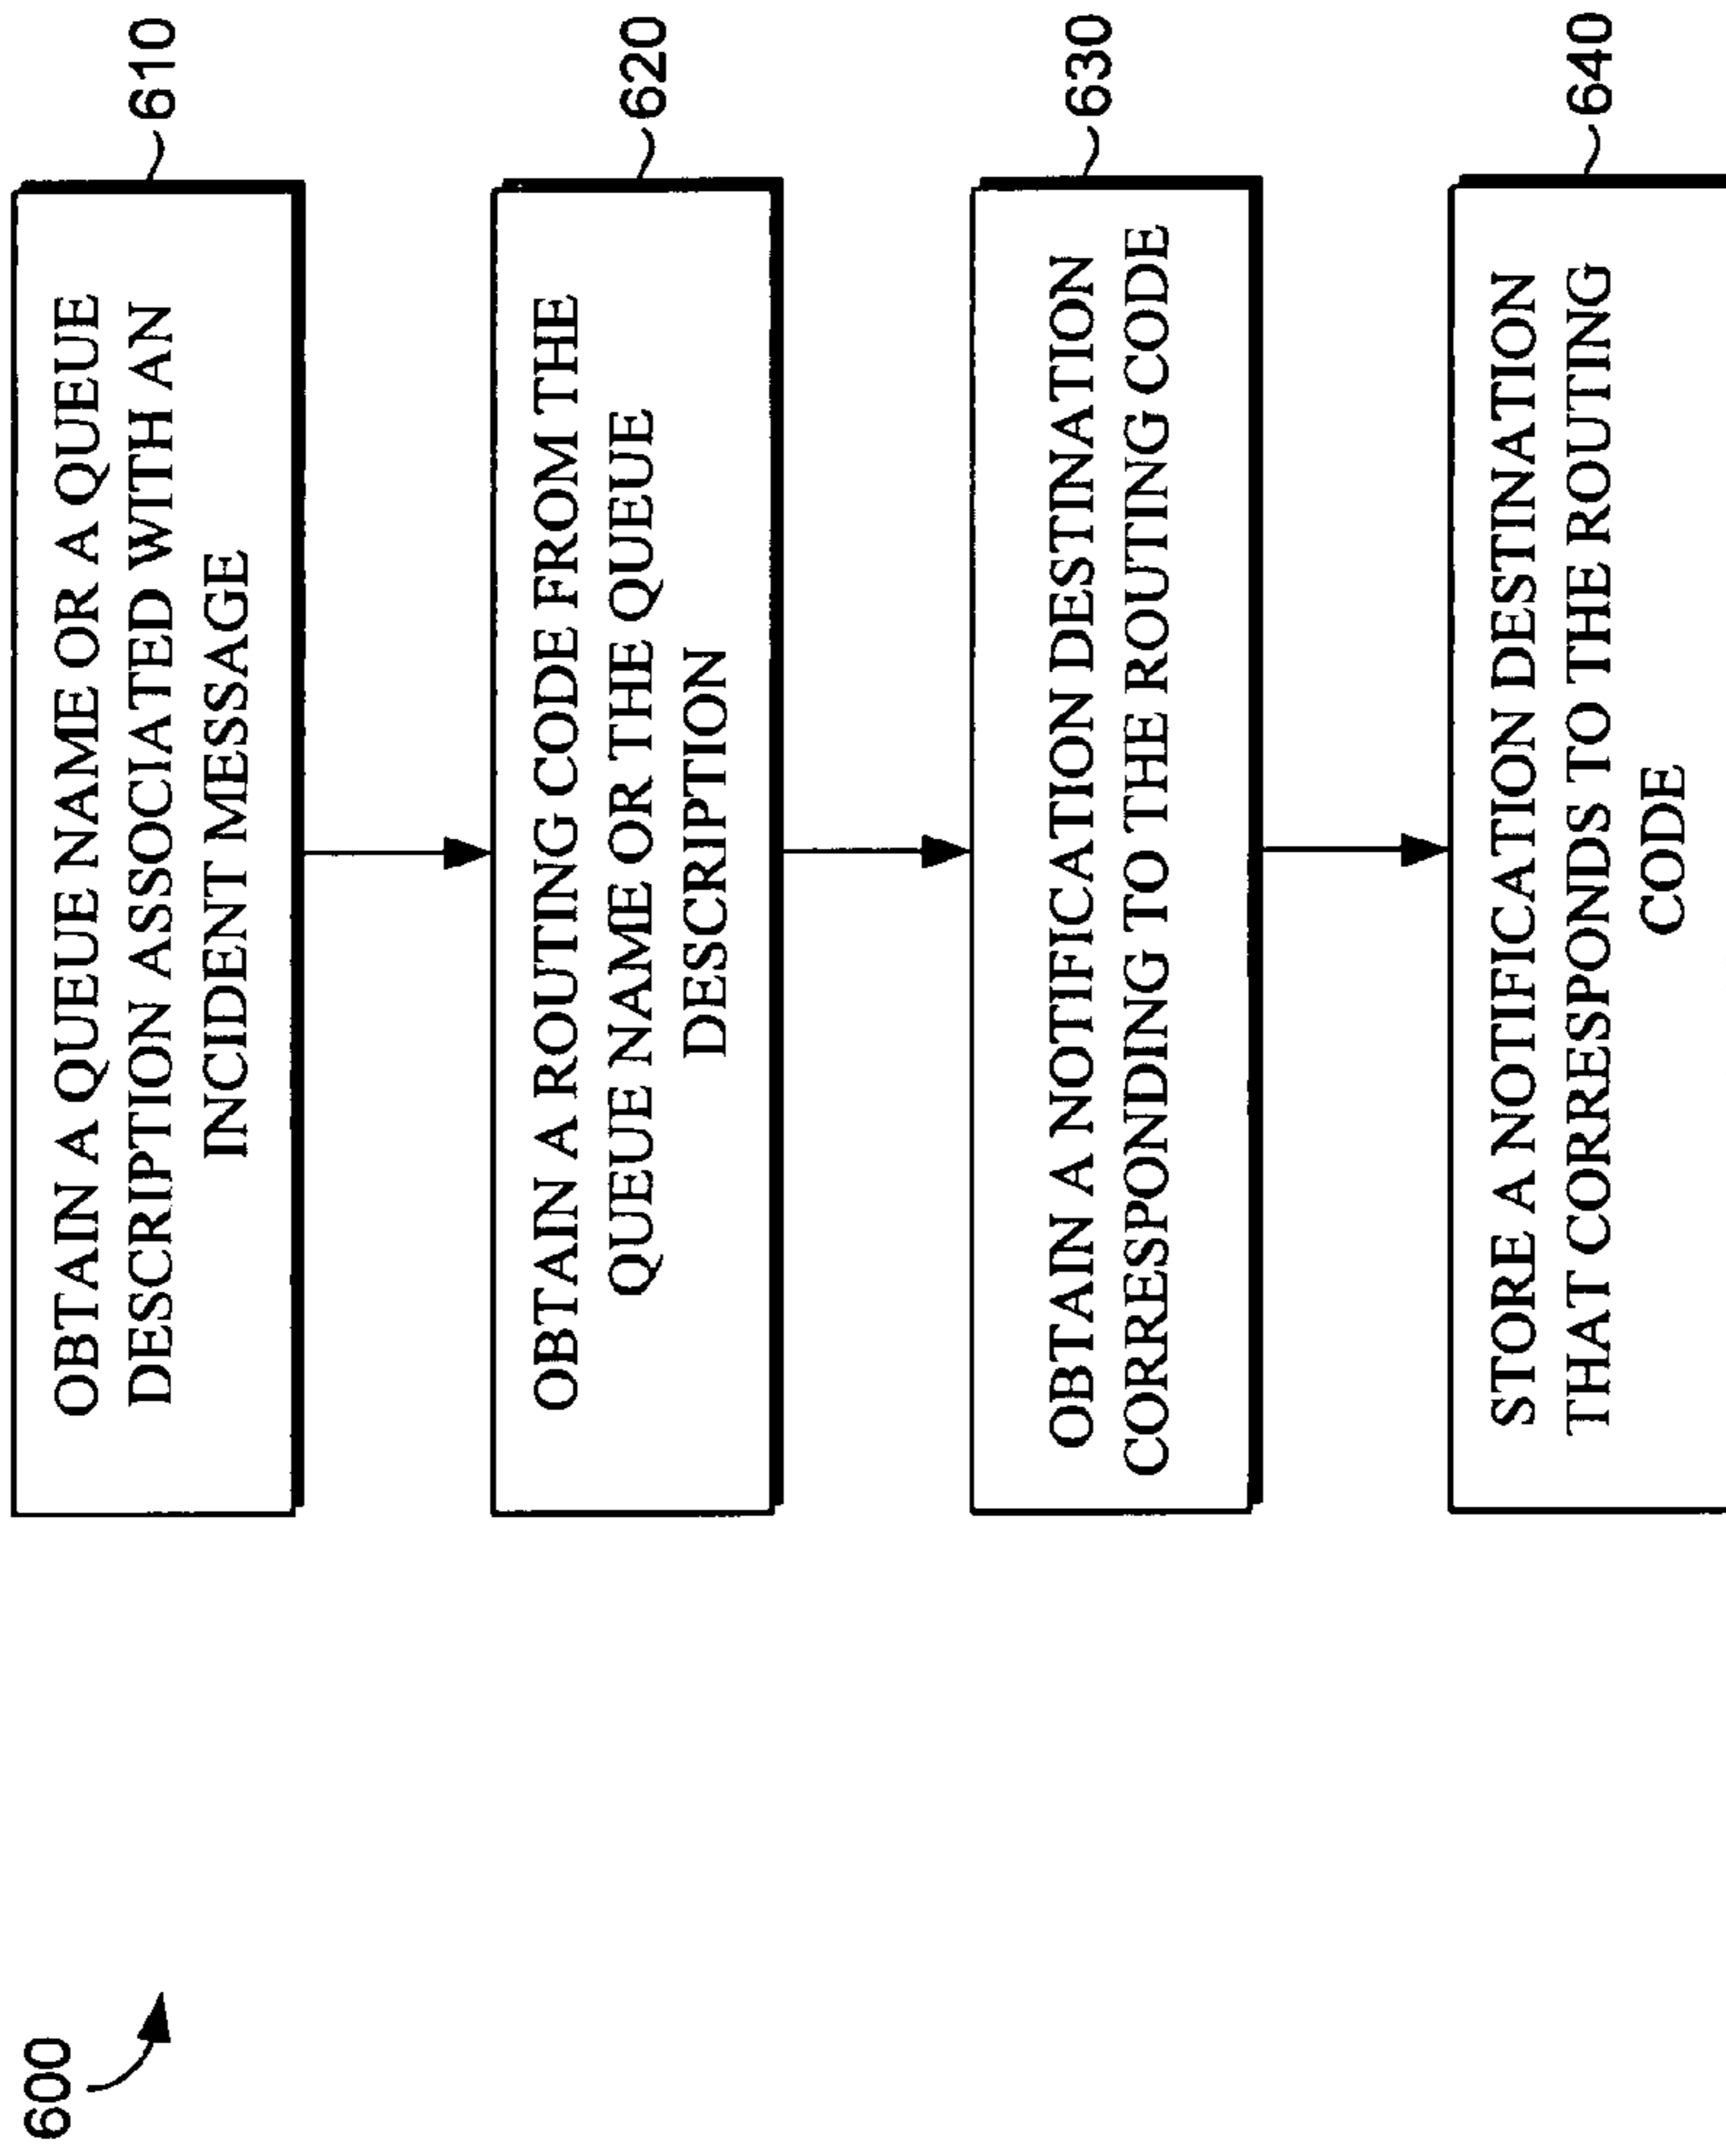 600
OBTAIN A QUEUE NAME OR A QUEUE
DESCRIPTION ASSOCIATED WITH AN
INCIDENT MESSAGE
610
OBTAIN A ROUTING CODE FROM THE
QUEUE NAME OR THE QUEUE
DESCRIPTION
620
OBTAIN A NOTIFICATION DESTINATION
CORRESPONDING TO THE ROUTING CODE
630
STORE A NOTIFICATION DESTINATION
THAT CORRESPONDS TO THE ROUTING
CODE
640